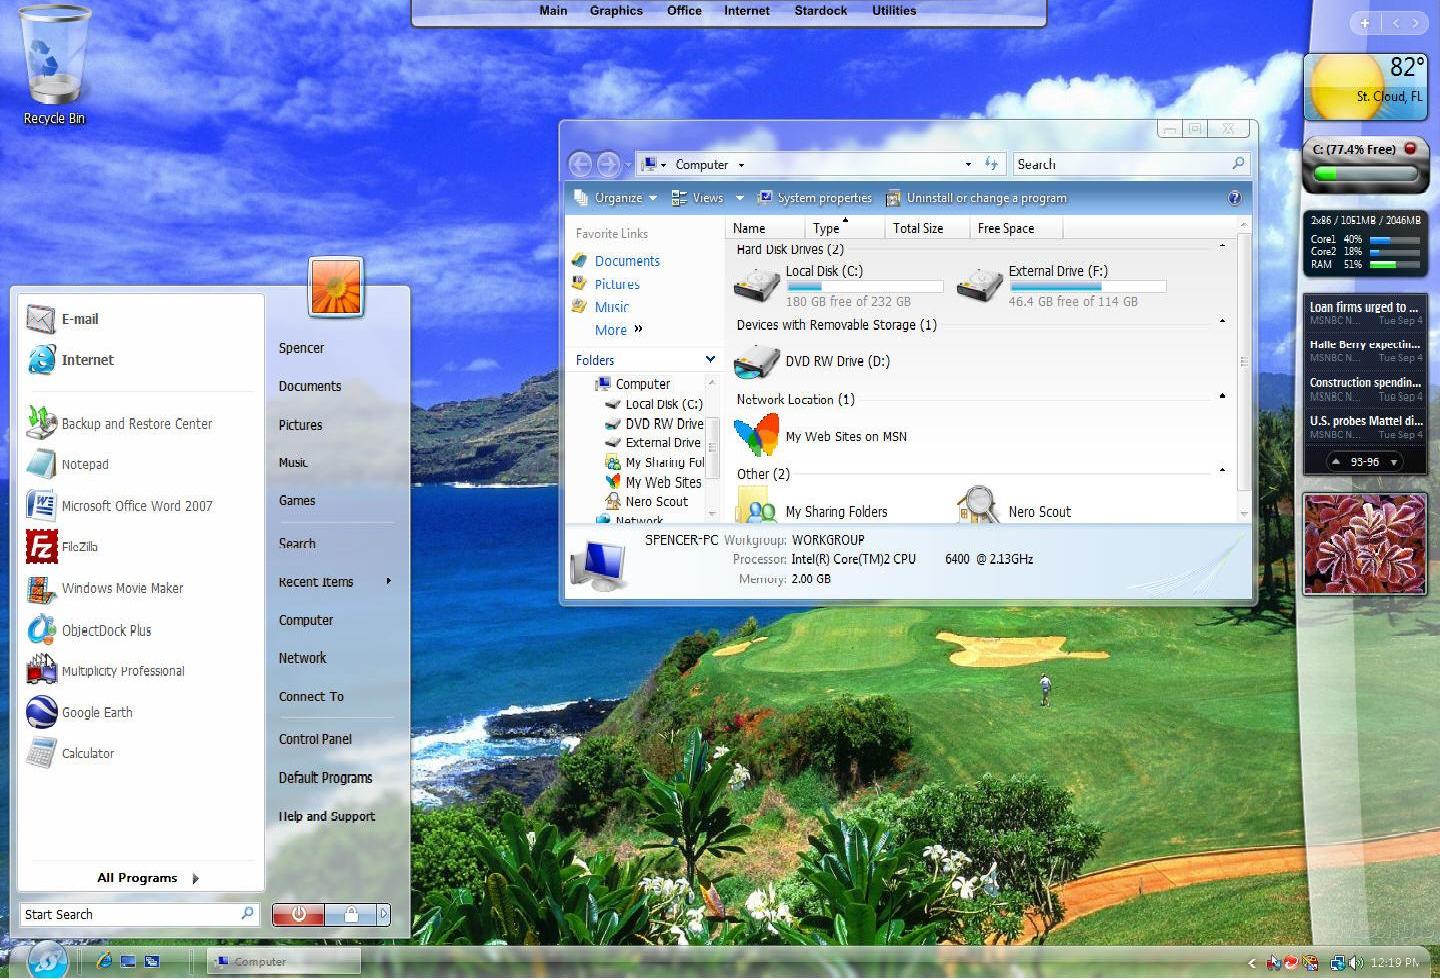 Main Graphics Office Internet Stardock Utilities
Recycle Bin
82°
St. Cloud, FL
C: (77.4% Free)
2x86 / 1051MB / 2046MB
Core1 40%
Core2 18%
RAM 51%
Loan firms urged to ...
MSNBC N... Tue Sep 4
Halle Berry expectin...
MSNBC N... Tue Sep 4
Construction spendin...
MSNBC N... Tue Sep 4
U.S. probes Mattel di...
MSNBC N... Tue Sep 4
93-96
Computer
Search
Organize Views System properties Uninstall or change a program
Favorite Links
Documents
Pictures
Music
More »
Folders
Computer
Local Disk (C:)
DVD RW Drive
External Drive
My Sharing Fol
My Web Sites
Nero Scout
Network
Name Type Total Size Free Space
Hard Disk Drives (2)
Local Disk (C:)
180 GB free of 232 GB
External Drive (F:)
46.4 GB free of 114 GB
Devices with Removable Storage (1)
DVD RW Drive (D:)
Network Location (1)
My Web Sites on MSN
Other (2)
My Sharing Folders
Nero Scout
SPENCER-PC Workgroup: WORKGROUP
Processor: Intel(R) Core(TM)2 CPU 6400 @ 2.13GHz
Memory: 2.00 GB
E-mail
Internet
Backup and Restore Center
Notepad
Microsoft Office Word 2007
FileZilla
Windows Movie Maker
ObjectDock Plus
Multiplicity Professional
Google Earth
Calculator
All Programs
Start Search
Spencer
Documents
Pictures
Music
Games
Search
Recent Items
Computer
Network
Connect To
Control Panel
Default Programs
Help and Support
Computer
12:19 PM